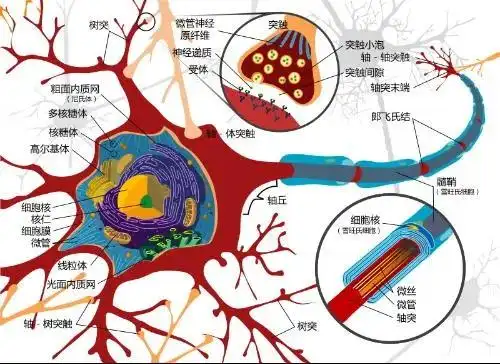 树突
微管神经
原纤维
突触
神经递质
受体
突触小泡
轴-轴突触
突触间隙
轴突末端
粗面内质网
(尼氏体)
多核糖体
核糖体
高尔基体
轴-体突触
郎飞氏结
轴丘
髓鞘
(雪旺氏细胞)
细胞核
核仁
细胞膜
微管
线粒体
光面内质网
轴-树突触
树突
细胞核
(雪旺氏细胞)
微丝
微管
轴突